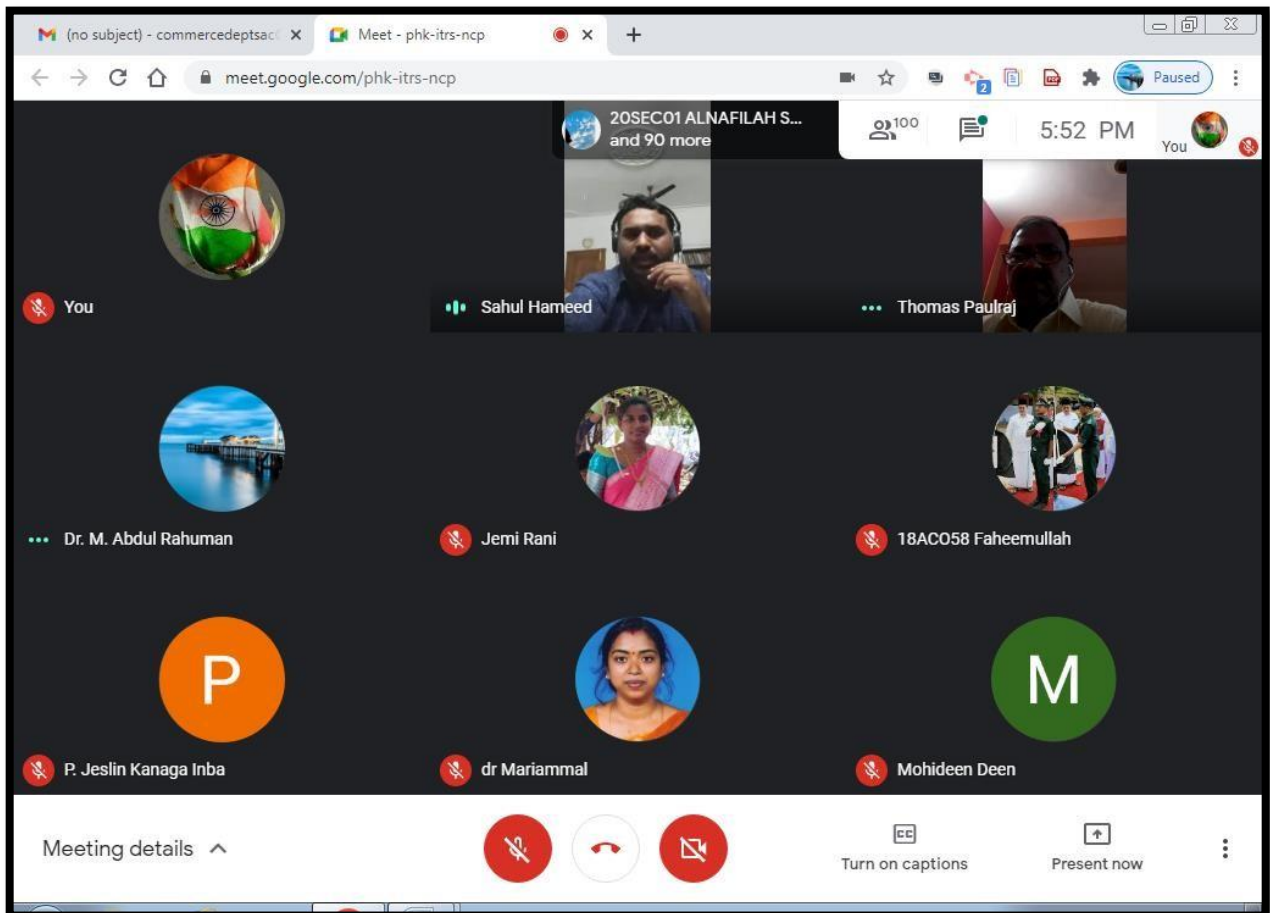 (no subject) - commercedeptsac
Meet - phk-itrs-ncp
meet.google.com/phk-itrs-ncp
2
Paused
20SEC01 ALNAFILAH S...
and 90 more
100
5:52 PM
You
You
Sahul Hameed
Thomas Paulraj
Dr. M. Abdul Rahuman
Jemi Rani
18ACO58 Faheemullah
P
P. Jeslin Kanaga Inba
dr Mariammal
M
Mohideen Deen
Meeting details
CC
Turn on captions
Present now